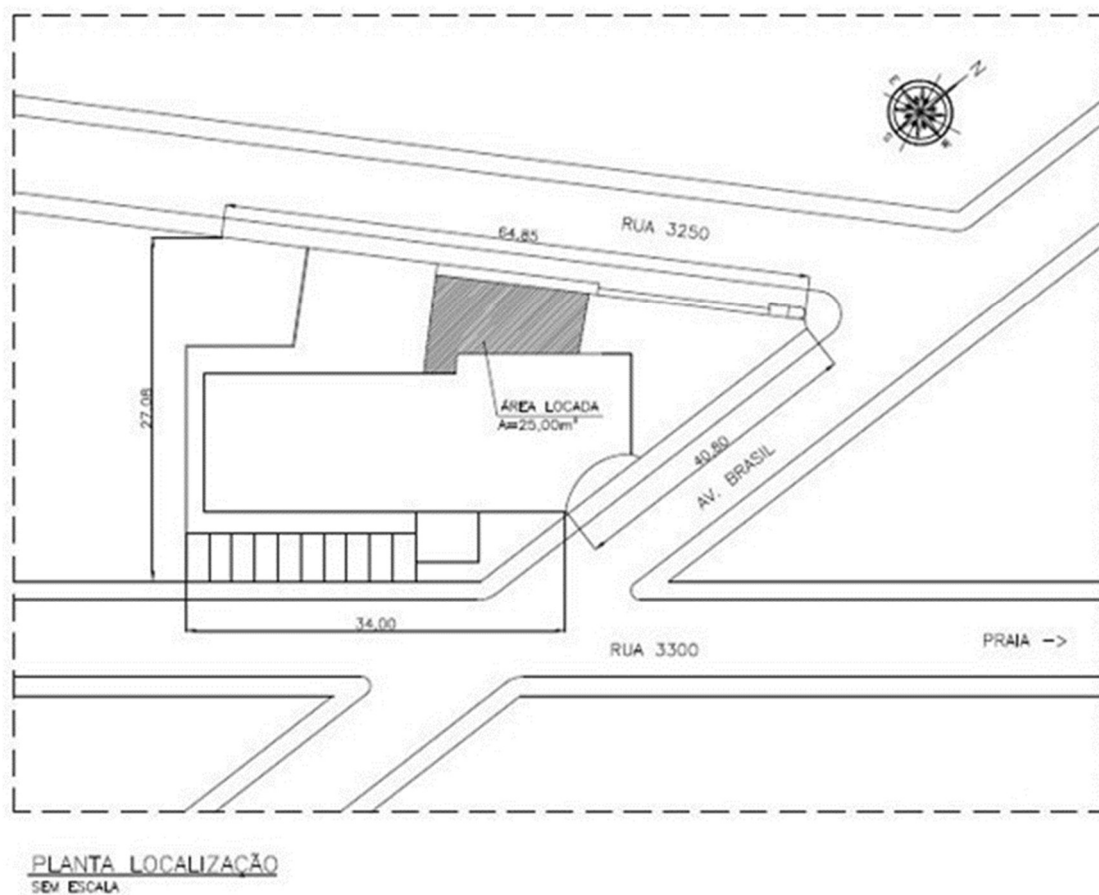 N
E
S
RUA 3250
64,85
27,08
ÁREA LOCADA
A=25,00m²
40,80
AV. BRASIL
34,00
RUA 3300
PRAIA ->
PLANTA LOCALIZAÇÃO
SEM ESCALA